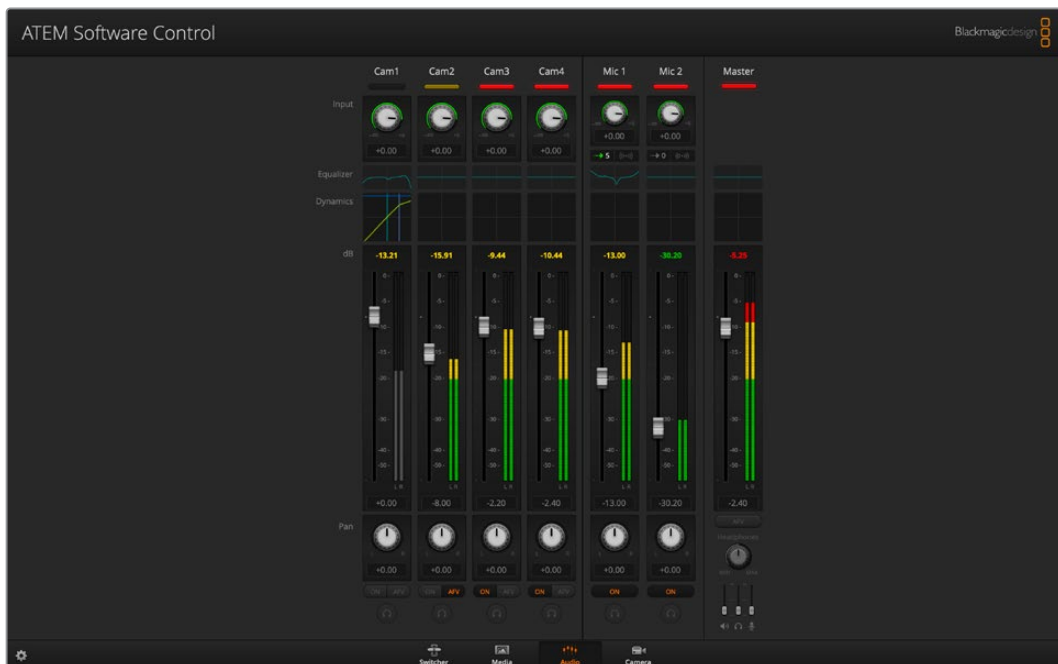 ATEM Software Control
Blackmagicdesign
Cam1 Cam2 Cam3 Cam4 Mic 1 Mic 2 Master
Input
+0.00 +0.00 +0.00 +0.00 +0.00 +0.00
5 0
Equalizer
Dynamics
dB -13.21 -15.91 -9.44 -10.44 -13.00 -30.20 -5.25
L R L R L R L R L R L R L R
+0.00 -8.00 -2.20 -2.40 -13.00 -30.20 -2.40
Pan
AFV
Headphones
L R L R L R L R L R L R
+0.00 +0.00 +0.00 +0.00 +0.00 +0.00
ON AFV ON AFV ON AFV ON AFV ON ON
Switcher Media Audio Camera